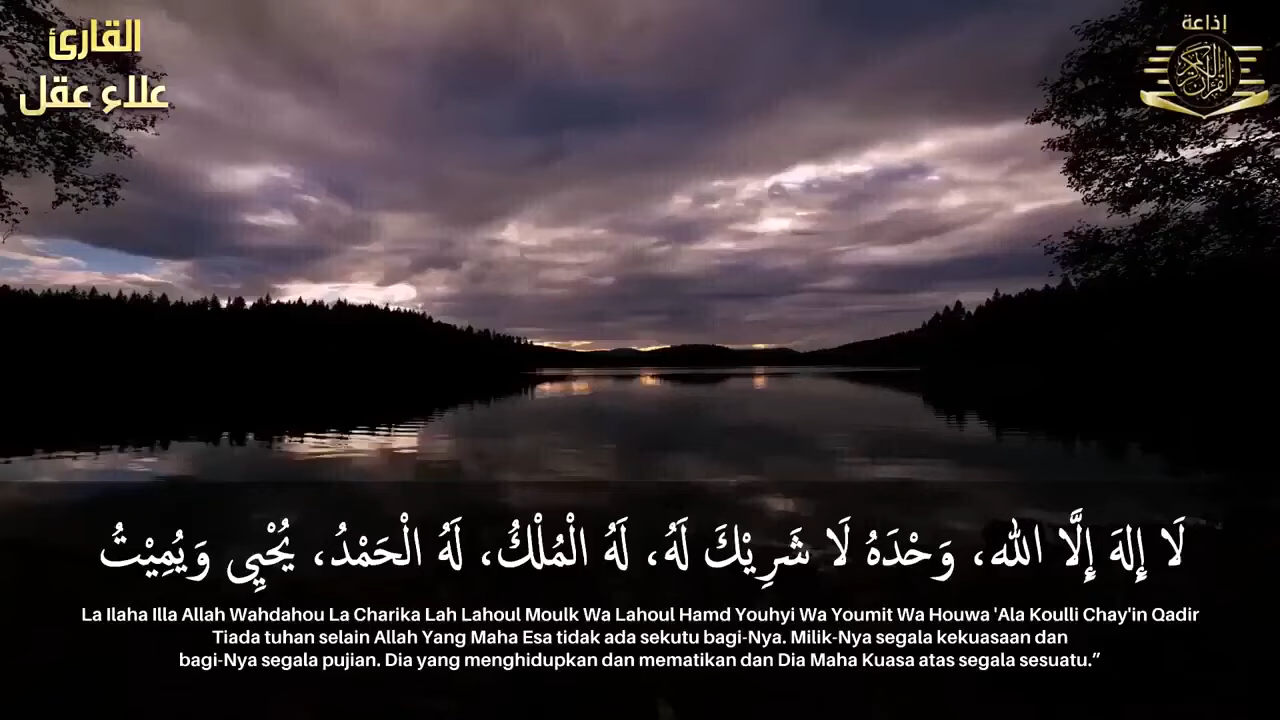 القارئ
علاء عقل
إذاعة
القرآن الكريم
لَا إِلهَ إِلَّا الله، وَحْدَهُ لَا شَرِيْكَ لَهُ، لَهُ الْمُلْكُ، لَهُ الْحَمْدُ، يُحْيِي وَيُمِيْتُ
La Ilaha Illa Allah Wahdahou La Charika Lah Lahoul Moulk Wa Lahoul Hamd Youhyi Wa Youmit Wa Houwa 'Ala Koulli Chay'in Qadir
Tiada tuhan selain Allah Yang Maha Esa tidak ada sekutu bagi-Nya. Milik-Nya segala kekuasaan dan
bagi-Nya segala pujian. Dia yang menghidupkan dan mematikan dan Dia Maha Kuasa atas segala sesuatu.”